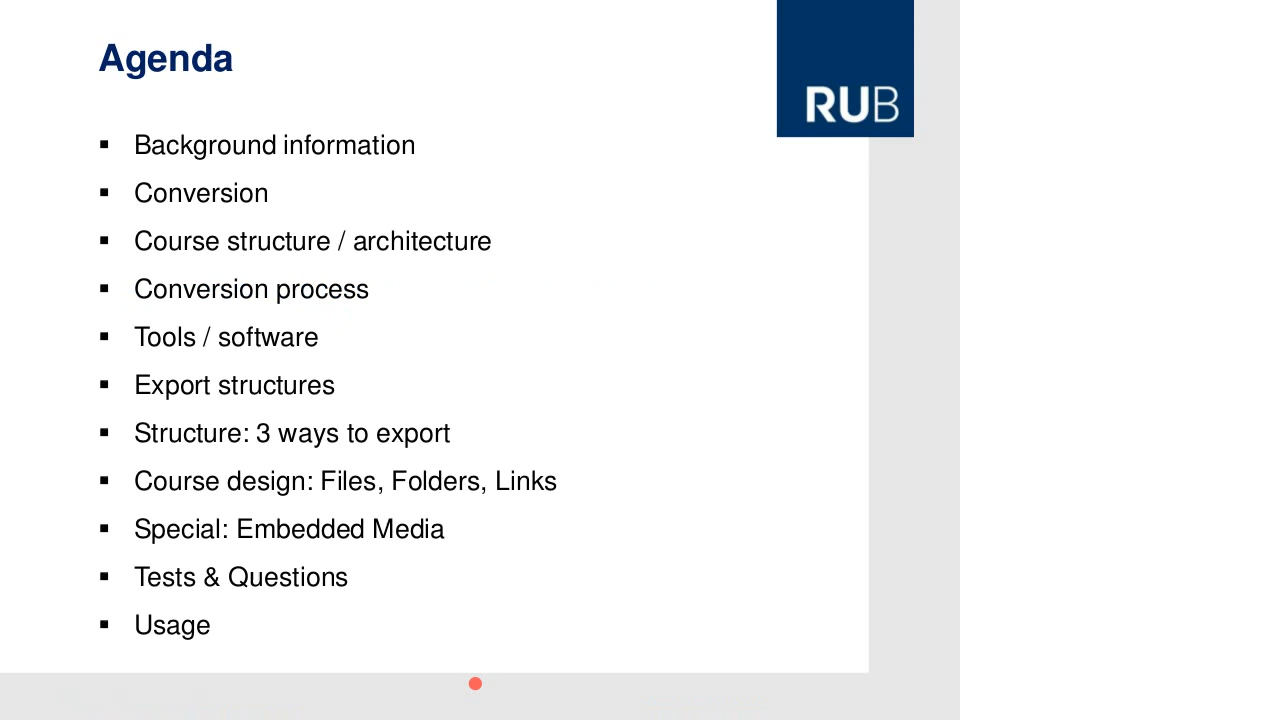 Agenda
RUB
▪ Background information
▪ Conversion
▪ Course structure / architecture
▪ Conversion process
▪ Tools / software
▪ Export structures
▪ Structure: 3 ways to export
▪ Course design: Files, Folders, Links
▪ Special: Embedded Media
▪ Tests & Questions
▪ Usage